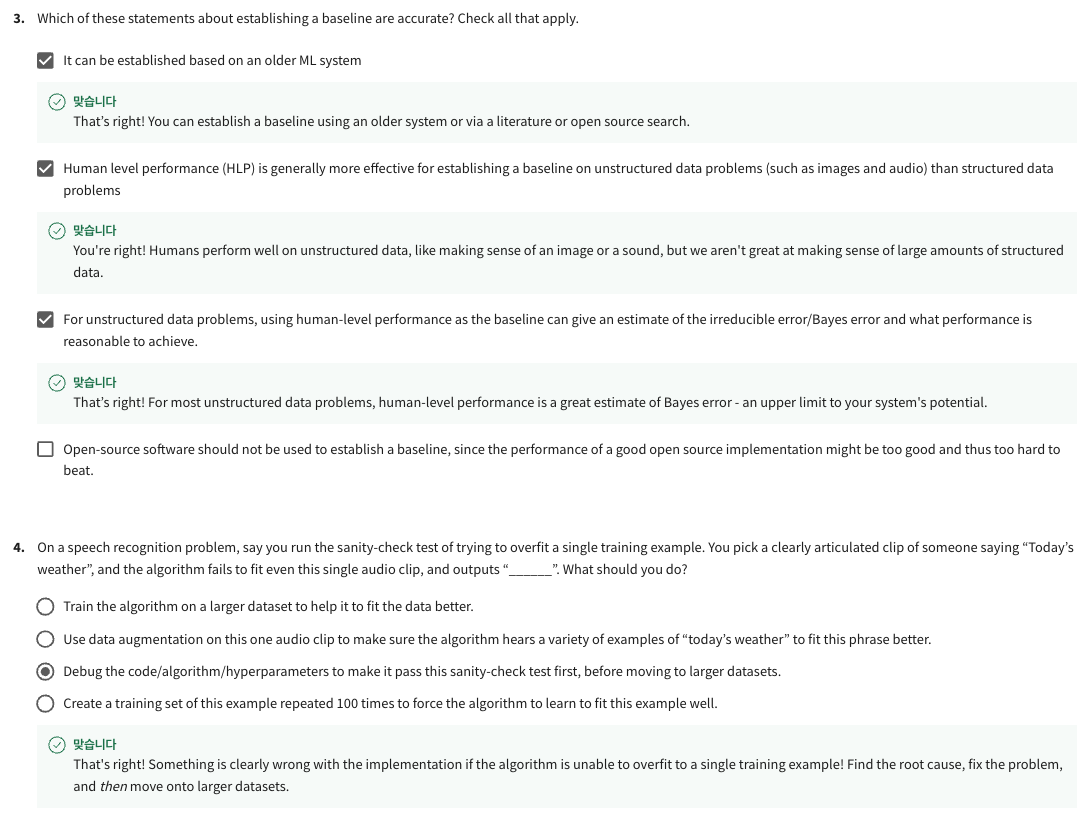 3. Which of these statements about establishing a baseline are accurate? Check all that apply.
It can be established based on an older ML system
맞습니다
That’s right! You can establish a baseline using an older system or via a literature or open source search.
Human level performance (HLP) is generally more effective for establishing a baseline on unstructured data problems (such as images and audio) than structured data
problems
맞습니다
You're right! Humans perform well on unstructured data, like making sense of an image or a sound, but we aren't great at making sense of large amounts of structured
data.
For unstructured data problems, using human-level performance as the baseline can give an estimate of the irreducible error/Bayes error and what performance is
reasonable to achieve.
맞습니다
That’s right! For most unstructured data problems, human-level performance is a great estimate of Bayes error - an upper limit to your system's potential.
Open-source software should not be used to establish a baseline, since the performance of a good open source implementation might be too good and thus too hard to
beat.
4. On a speech recognition problem, say you run the sanity-check test of trying to overfit a single training example. You pick a clearly articulated clip of someone saying “Today’s
weather”, and the algorithm fails to fit even this single audio clip, and outputs “______”. What should you do?
Train the algorithm on a larger dataset to help it to fit the data better.
Use data augmentation on this one audio clip to make sure the algorithm hears a variety of examples of “today’s weather” to fit this phrase better.
Debug the code/algorithm/hyperparameters to make it pass this sanity-check test first, before moving to larger datasets.
Create a training set of this example repeated 100 times to force the algorithm to learn to fit this example well.
맞습니다
That's right! Something is clearly wrong with the implementation if the algorithm is unable to overfit to a single training example! Find the root cause, fix the problem,
and then move onto larger datasets.